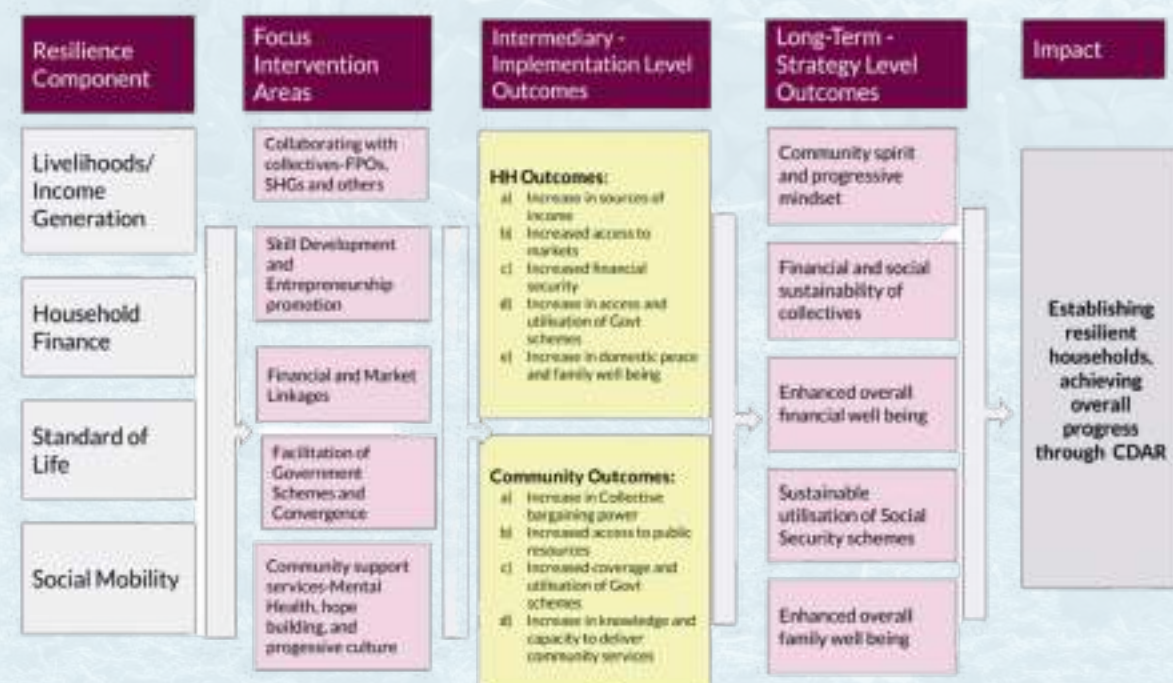 Resilience
Component
Livelihoods/
Income
Generation
Household
Finance
Standard of
Life
Social Mobility
Focus
Intervention
Areas
Collaborating with
collectives-FPOs,
SHGs and others
Skill Development
and
Entrepreneurship
promotion
Financial and Market
Linkages
Facilitation of
Government
Schemes and
Convergence
Community support
services-Mental
Health, hope
building, and
progessive culture
Intermediary -
Implementation Level
Outcomes
HH Outcomes:
a) Increase in sources of
income
b) Increased access to
markets
c) Increased financial
security
d) Increase in access and
utilisation of Govt
schemes
e) Increase in domestic peace
and family well being
Community Outcomes:
a) Increase in Collective
bargaining power
b) Increased access to public
resources
c) Increased coverage and
utilisation of Govt
schemes
d) Increase in knowledge and
capacity to deliver
community services
Long-Term -
Strategy Level
Outcomes
Community spirit
and progressive
mindset
Financial and social
sustainability of
collectives
Enhanced overall
financial well being
Sustainable
utilisation of Social
Security schemes
Enhanced overall
family well being
Impact
Establishing
resilient
households,
achieving
overall
progress
through CDAR